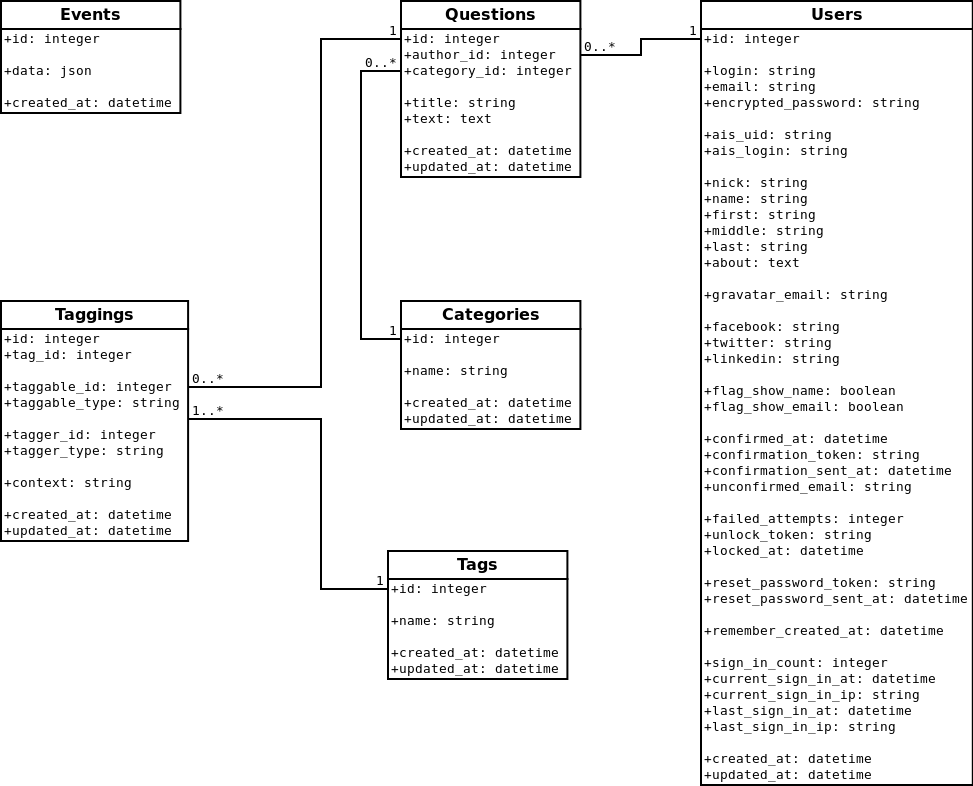 Events
+id: integer
+data: json
+created_at: datetime
Questions
+id: integer
+author_id: integer
+category_id: integer
+title: string
+text: text
+created_at: datetime
+updated_at: datetime
1
0..*
0..*
1
Users
+id: integer
+login: string
+email: string
+encrypted_password: string
+ais_uid: string
+ais_login: string
+nick: string
+name: string
+first: string
+middle: string
+last: string
+about: text
+gravatar_email: string
+facebook: string
+twitter: string
+linkedin: string
+flag_show_name: boolean
+flag_show_email: boolean
+confirmed_at: datetime
+confirmation_token: string
+confirmation_sent_at: datetime
+unconfirmed_email: string
+failed_attempts: integer
+unlock_token: string
+locked_at: datetime
+reset_password_token: string
+reset_password_sent_at: datetime
+remember_created_at: datetime
+sign_in_count: integer
+current_sign_in_at: datetime
+current_sign_in_ip: string
+last_sign_in_at: datetime
+last_sign_in_ip: string
+created_at: datetime
+updated_at: datetime
Taggings
+id: integer
+tag_id: integer
+taggable_id: integer
+taggable_type: string
+tagger_id: integer
+tagger_type: string
+context: string
+created_at: datetime
+updated_at: datetime
0..*
1..*
1
Categories
+id: integer
+name: string
+created_at: datetime
+updated_at: datetime
1
Tags
+id: integer
+name: string
+created_at: datetime
+updated_at: datetime